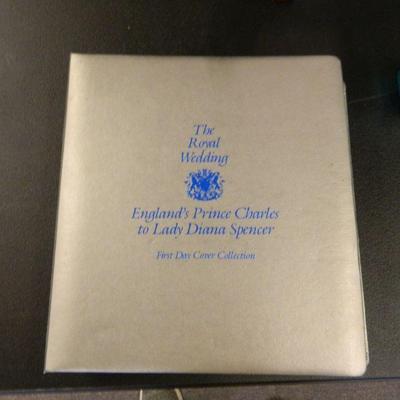 The
Royal
Wedding
England's Prince Charles
to Lady Diana Spencer
First Day Cover Collection